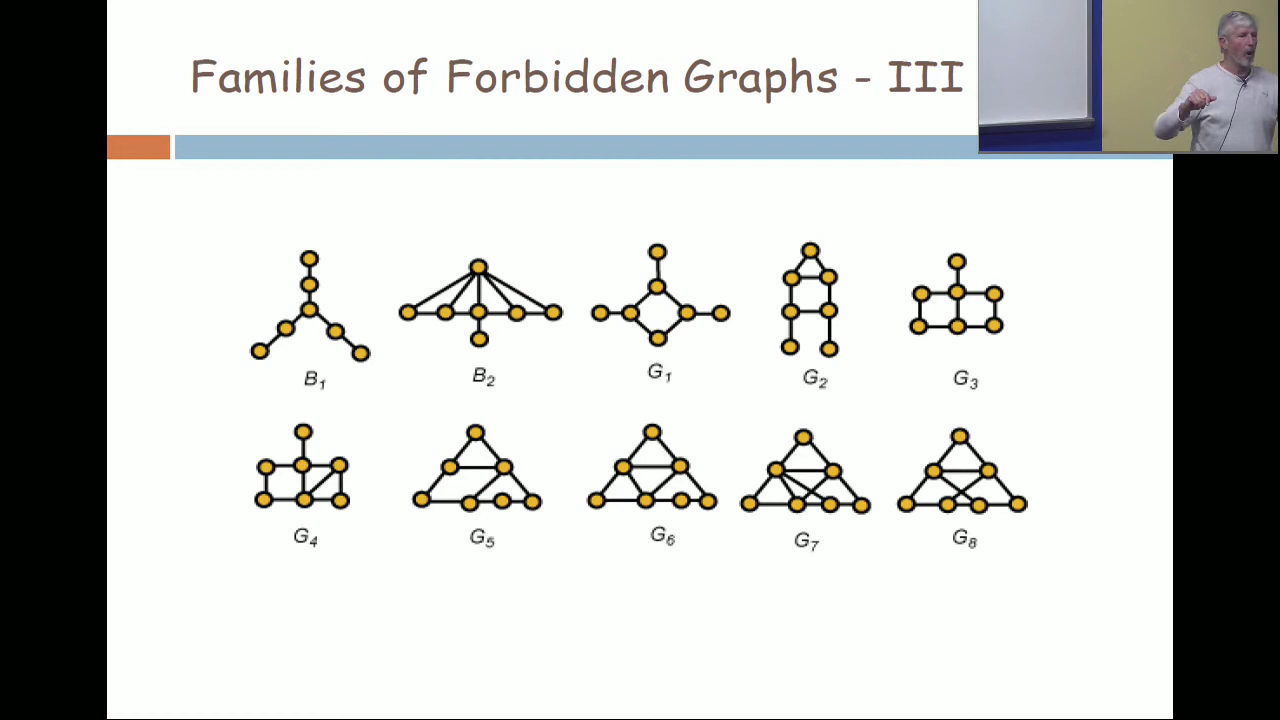 Families of Forbidden Graphs - III
B₁ B₂ G₁ G₂ G₃
G₄ G₅ G₆ G₇ G₈